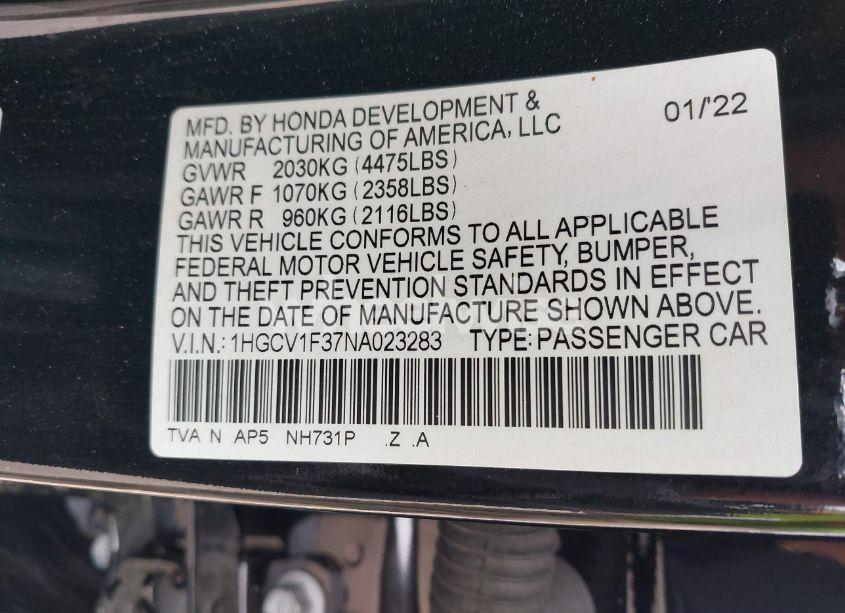 MFD. BY HONDA DEVELOPMENT & 01/'22
MANUFACTURING OF AMERICA, LLC
GVWR 2030KG (4475LBS)
GAWR F 1070KG (2358LBS)
GAWR R 960KG (2116LBS)
THIS VEHICLE CONFORMS TO ALL APPLICABLE
FEDERAL MOTOR VEHICLE SAFETY, BUMPER,
AND THEFT PREVENTION STANDARDS IN EFFECT
ON THE DATE OF MANUFACTURE SHOWN ABOVE.
V.I.N.: 1HGCV1F37NA023283 TYPE: PASSENGER CAR
TVA N AP5 NH731P .Z .A